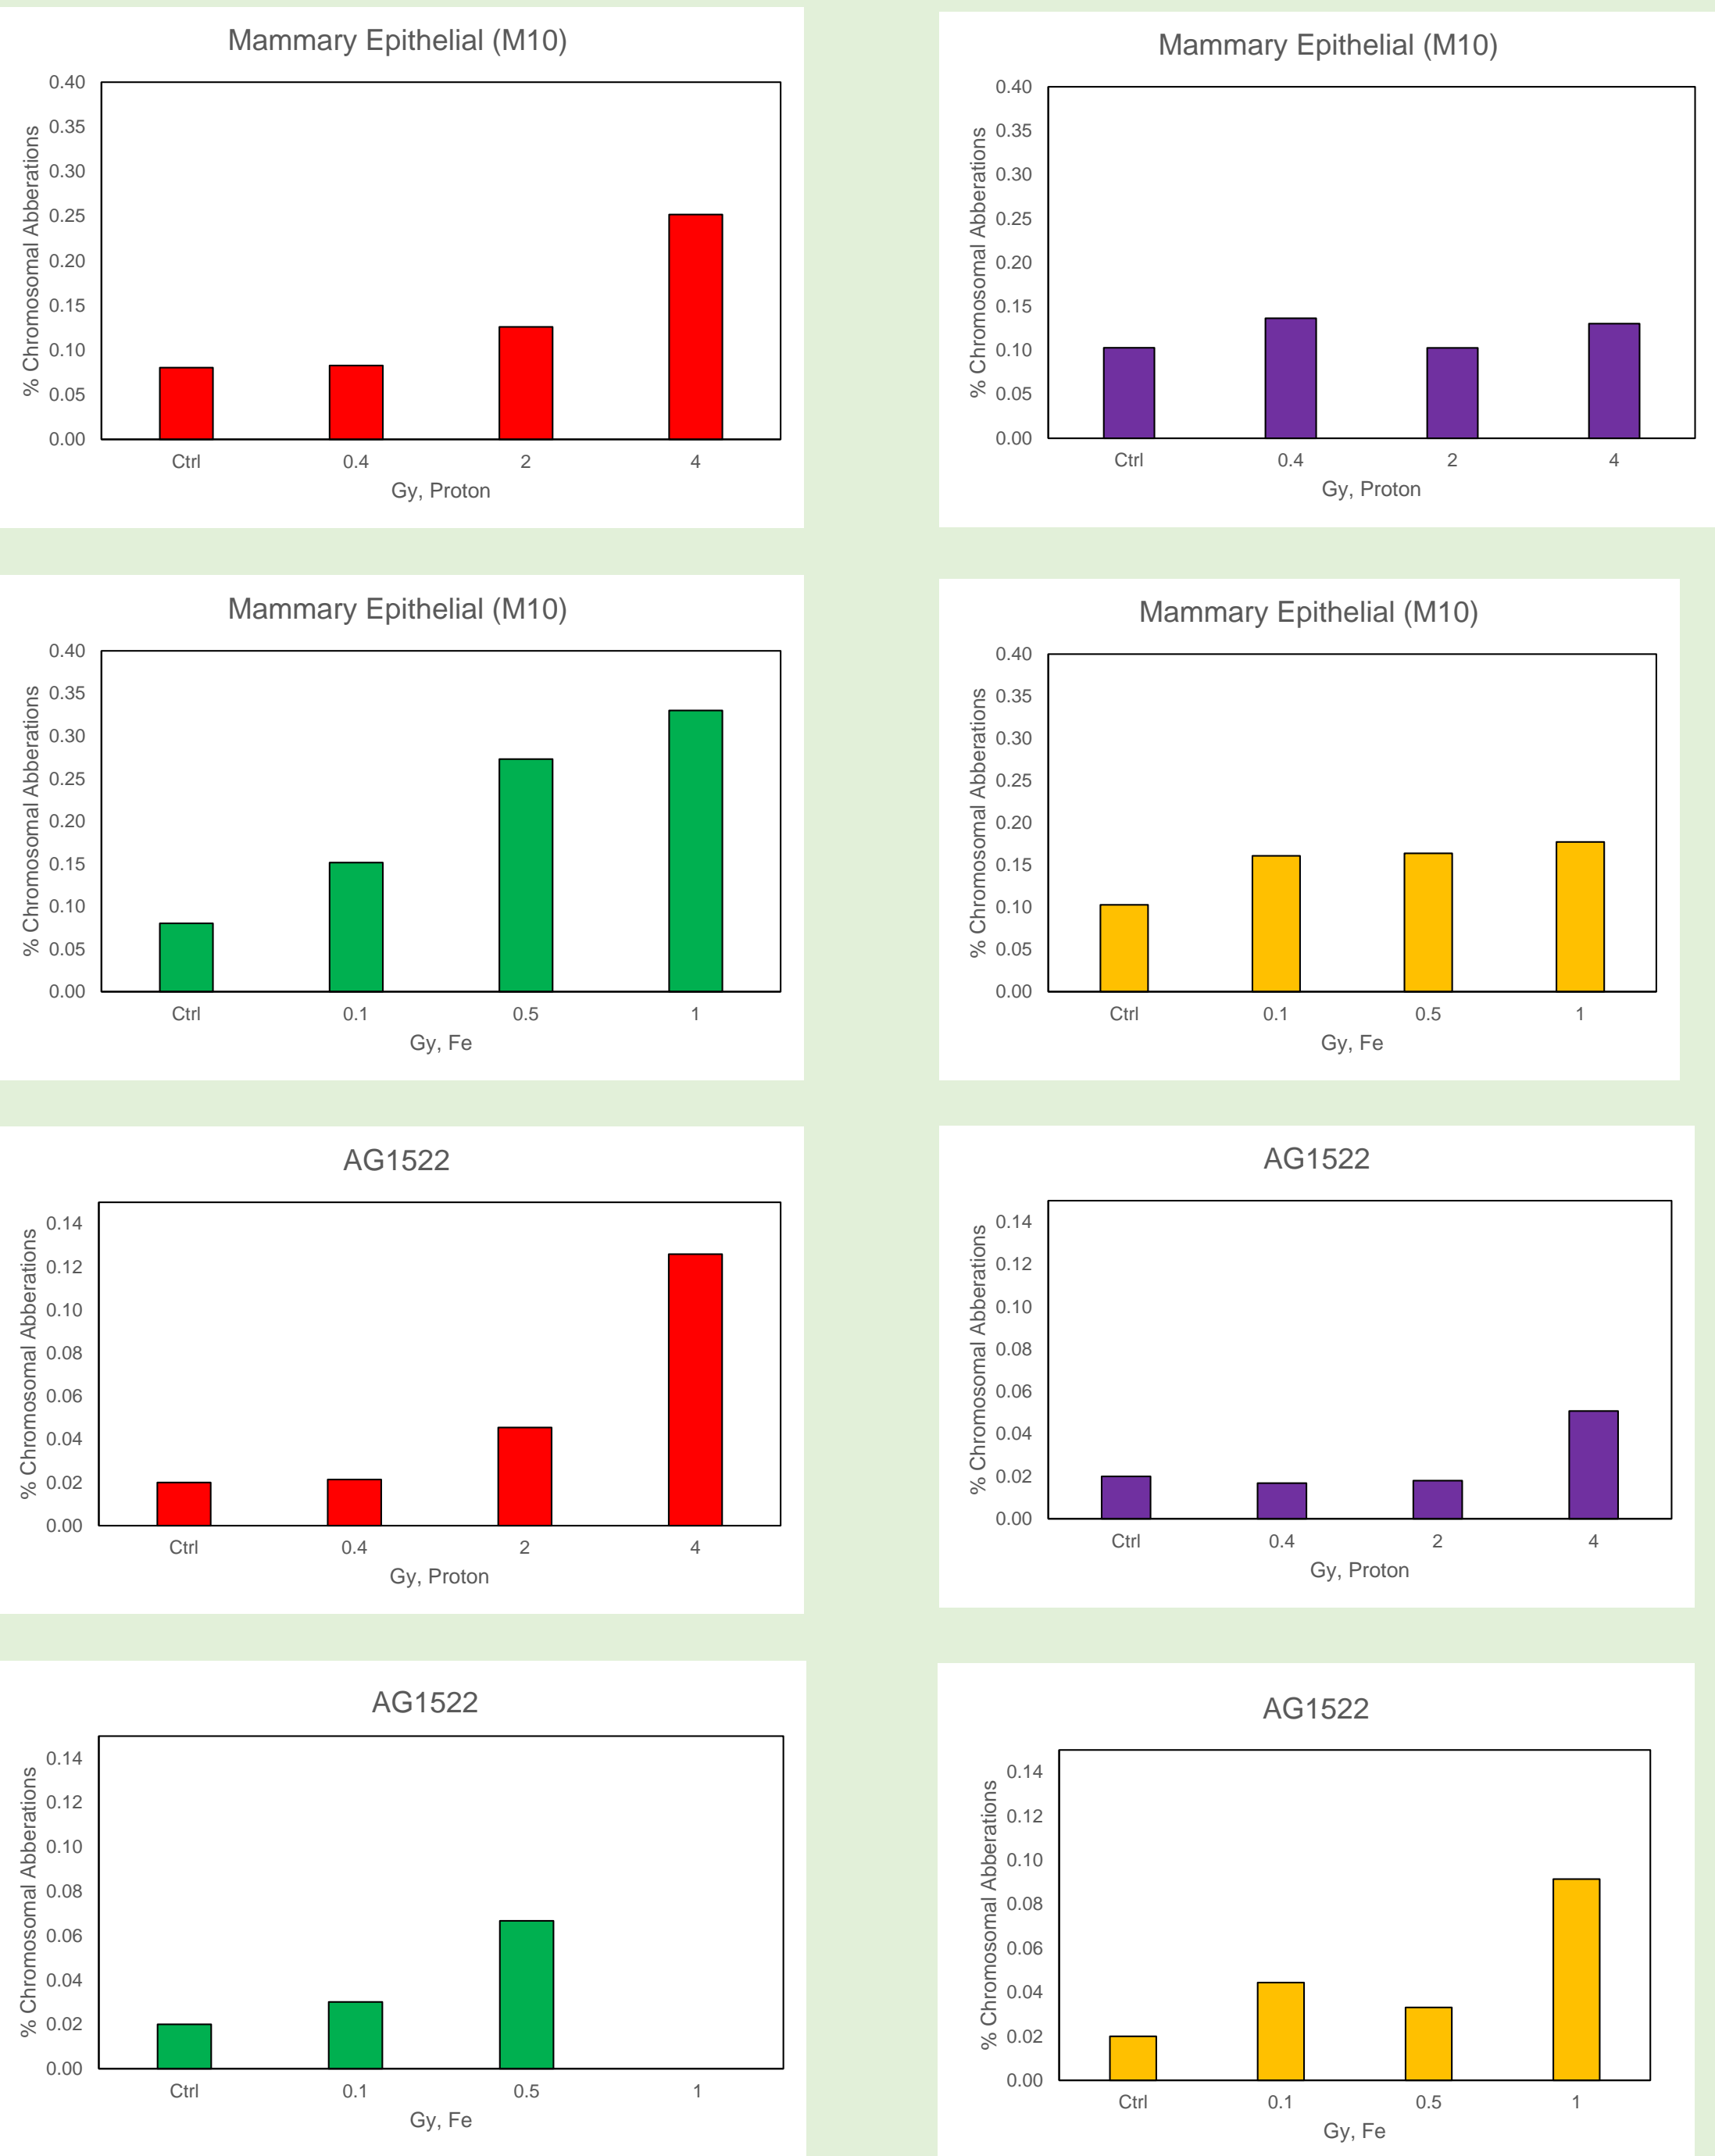 Mammary Epithelial (M10)
% Chromosomal Abberations
0.40
0.35
0.30
0.25
0.20
0.15
0.10
0.05
0.00
Ctrl 0.4 2 4
Gy, Proton
Mammary Epithelial (M10)
% Chromosomal Abberations
0.40
0.35
0.30
0.25
0.20
0.15
0.10
0.05
0.00
Ctrl 0.4 2 4
Gy, Proton
Mammary Epithelial (M10)
% Chromosomal Abberations
0.40
0.35
0.30
0.25
0.20
0.15
0.10
0.05
0.00
Ctrl 0.1 0.5 1
Gy, Fe
Mammary Epithelial (M10)
% Chromosomal Abberations
0.40
0.35
0.30
0.25
0.20
0.15
0.10
0.05
0.00
Ctrl 0.1 0.5 1
Gy, Fe
AG1522
% Chromosomal Abberations
0.14
0.12
0.10
0.08
0.06
0.04
0.02
0.00
Ctrl 0.4 2 4
Gy, Proton
AG1522
% Chromosomal Abberations
0.14
0.12
0.10
0.08
0.06
0.04
0.02
0.00
Ctrl 0.4 2 4
Gy, Proton
AG1522
% Chromosomal Abberations
0.14
0.12
0.10
0.08
0.06
0.04
0.02
0.00
Ctrl 0.1 0.5 1
Gy, Fe
AG1522
% Chromosomal Abberations
0.14
0.12
0.10
0.08
0.06
0.04
0.02
0.00
Ctrl 0.1 0.5 1
Gy, Fe